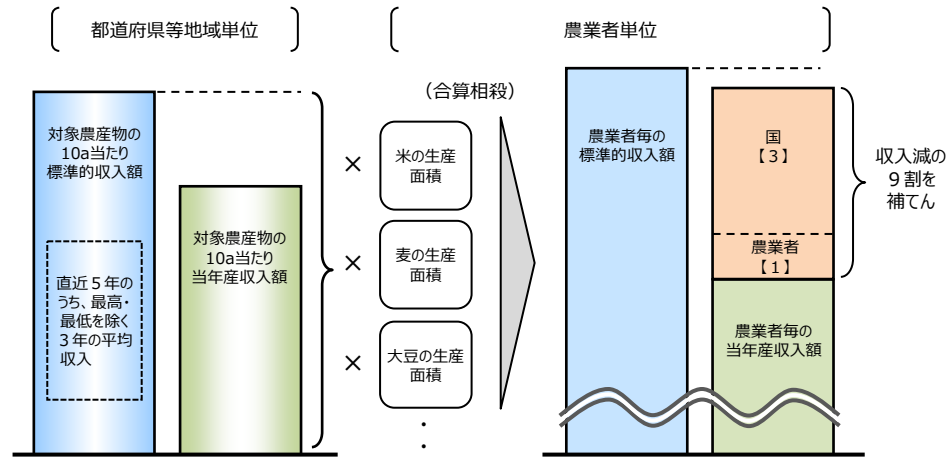 都道府県等地域単位
農業者単位
対象農産物の
10a当たり
標準的収入額
直近５年の
うち、最高・
最低を除く
３年の平均
収入
対象農産物の
10a当たり
当年産収入額
（合算相殺）
×
米の生産
面積
×
麦の生産
面積
×
大豆の生産
面積
・
・
農業者毎の
標準的収入額
国
【３】
農業者
【１】
農業者毎の
当年産収入額
収入減の
９割を
補てん